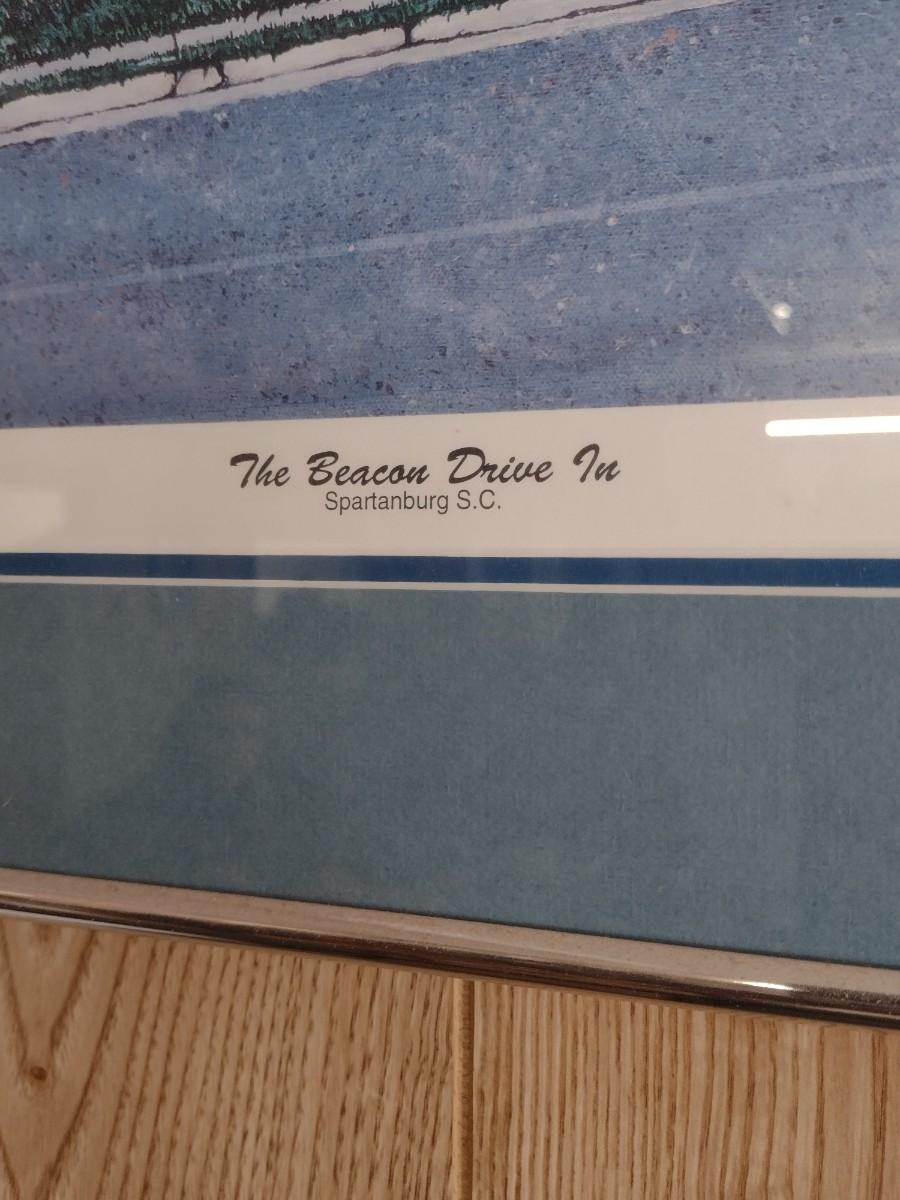 The Beacon Drive In
Spartanburg S.C.